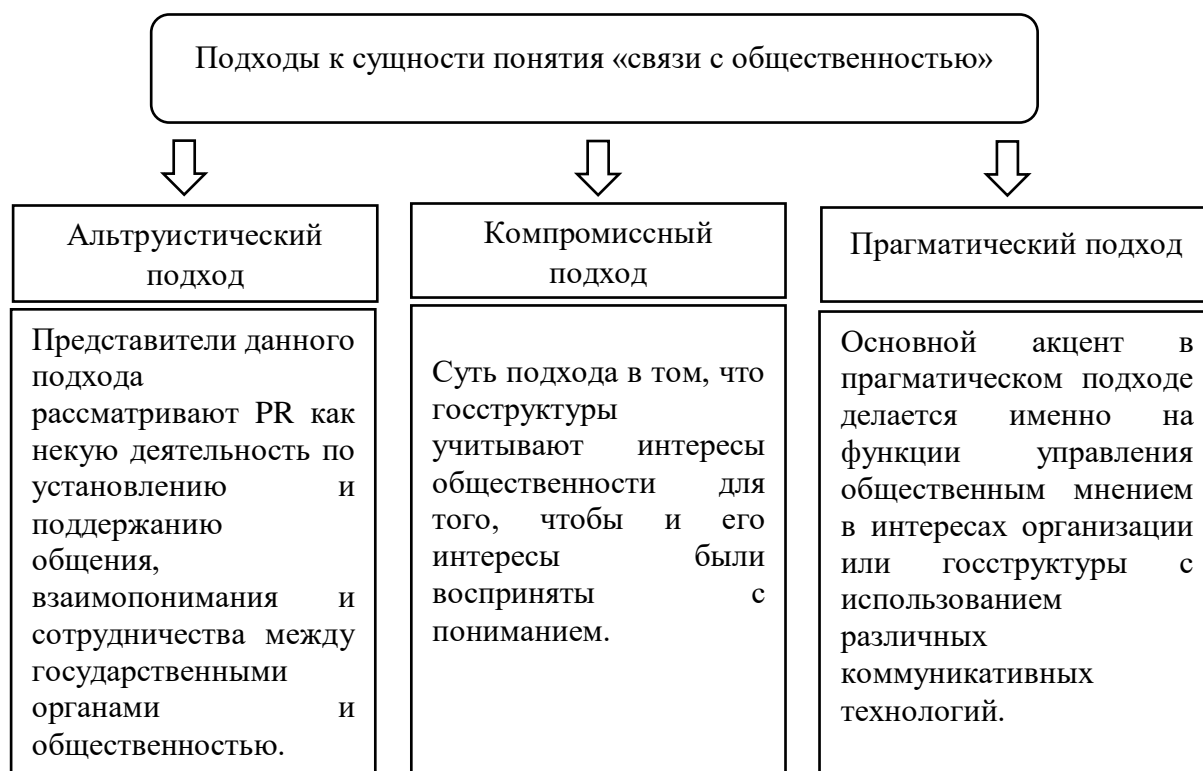 Подходы к сущности понятия «связи с общественностью»
Альтруистический
подход
Представители данного
подхода
рассматривают PR как
некую деятельность по
установлению и
поддержанию
общения,
взаимопонимания и
сотрудничества между
государственными
органами и
общественностью.
Компромиссный
подход
Суть подхода в том, что
госструктуры
учитывают интересы
общественности для
того, чтобы и его
интересы были
восприняты с
пониманием.
Прагматический подход
Основной акцент в
прагматическом подходе
делается именно на
функции управления
общественным мнением
в интересах организации
или госструктуры с
использованием
различных
коммуникативных
технологий.